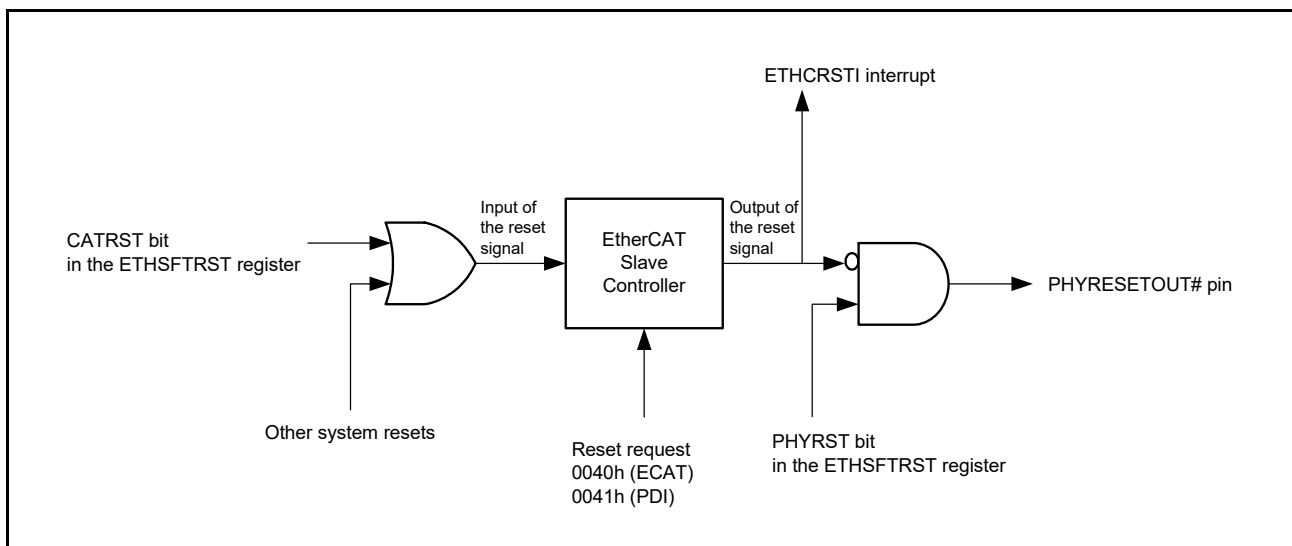 ETHCRSTI interrupt
Input of
the reset
signal
Output of
the reset
signal
CATRST bit
in the ETHSFTRST register
EtherCAT
Slave
Controller
PHYRESETOUT# pin
Other system resets
Reset request
0040h (ECAT)
0041h (PDI)
PHYRST bit
in the ETHSFTRST register